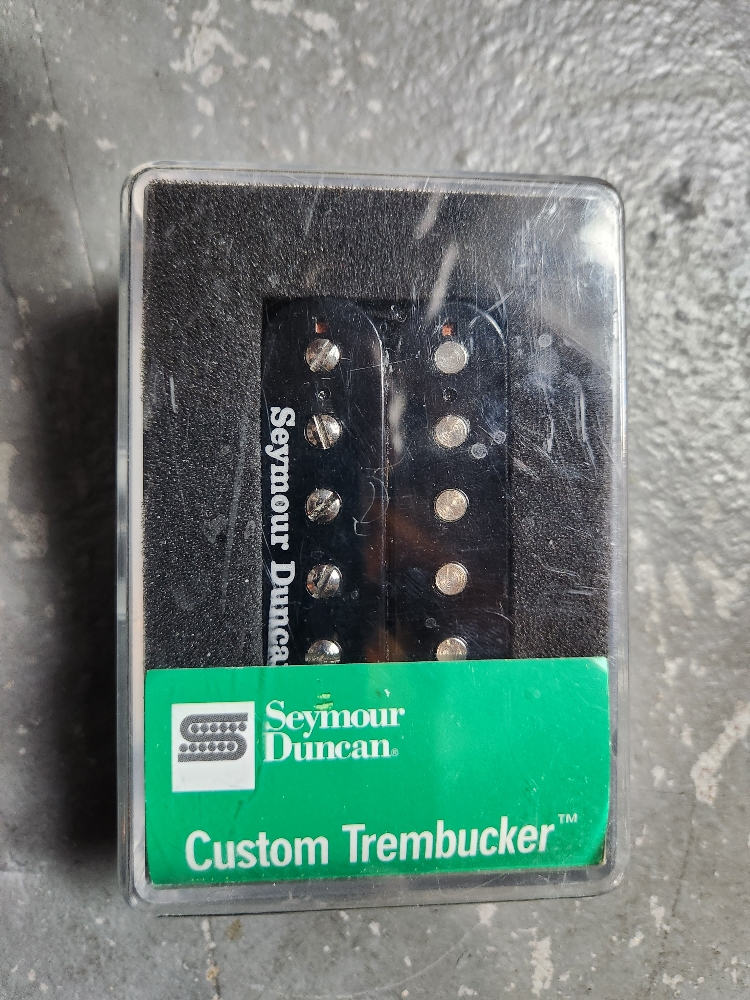 Seymour Dunca
Seymour
Duncan®
Custom Trembucker™